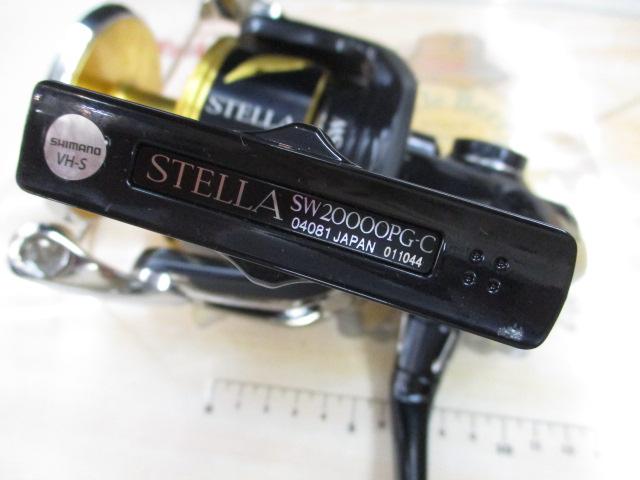 STELLA
SHIMANO
VH-S
STELLA SW20000PG-C
04081 JAPAN 011044